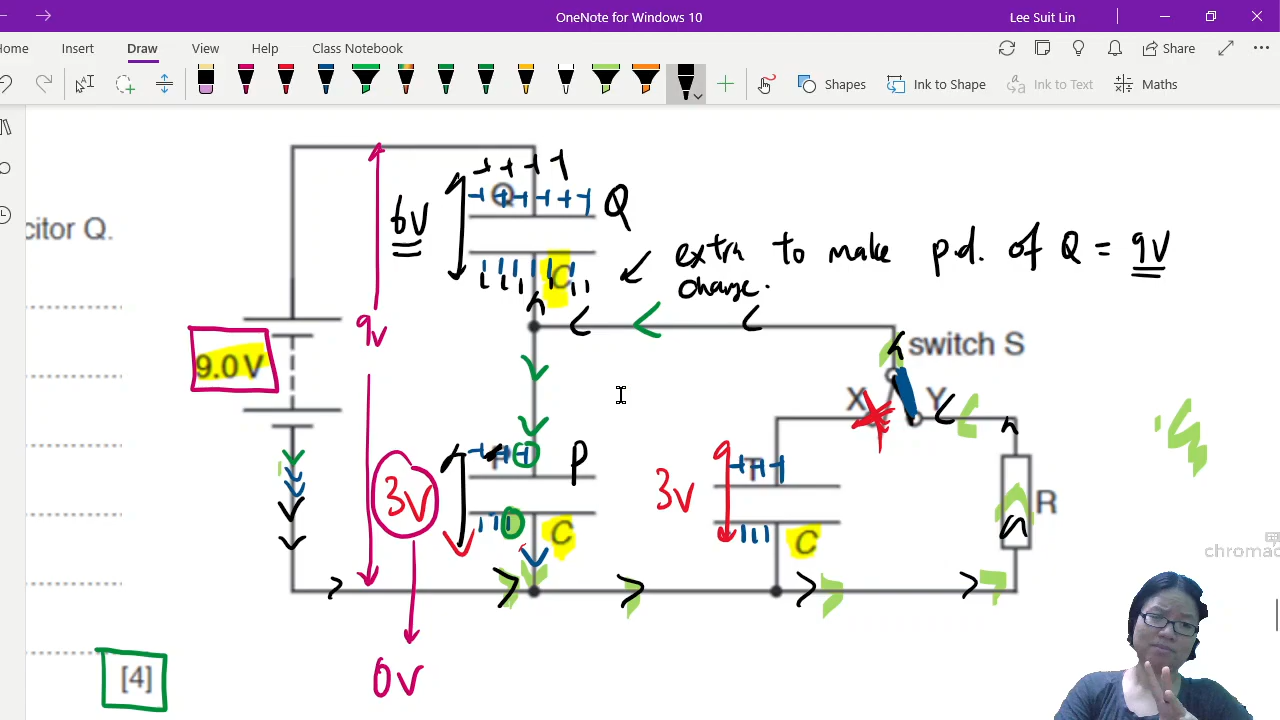 OneNote for Windows 10
Lee Suit Lin
Home Insert Draw View Help Class Notebook Share
Shapes Ink to Shape Ink to Text Maths
citor Q.
6V
Q
Q
C
extra to make p.d. of Q = 9V
charge.
9V
9.0 V
switch S
X Y
3V
P
C
3V
T
C
R
chromac
0V
[4]